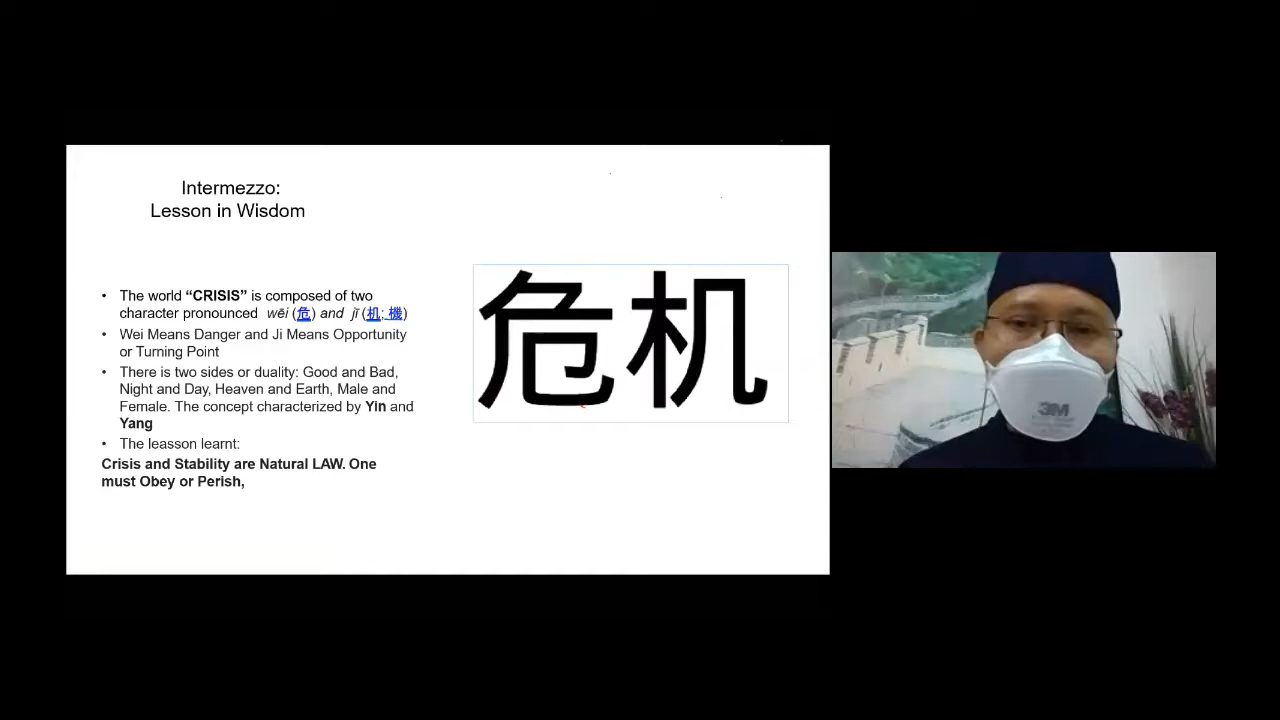 Intermezzo:
Lesson in Wisdom
• The world “CRISIS” is composed of two
character pronounced wēi (危) and jī (机; 機)
• Wei Means Danger and Ji Means Opportunity
or Turning Point
• There is two sides or duality: Good and Bad,
Night and Day, Heaven and Earth, Male and
Female. The concept characterized by Yin and
Yang
• The leasson learnt:
Crisis and Stability are Natural LAW. One
must Obey or Perish,
危机
3M